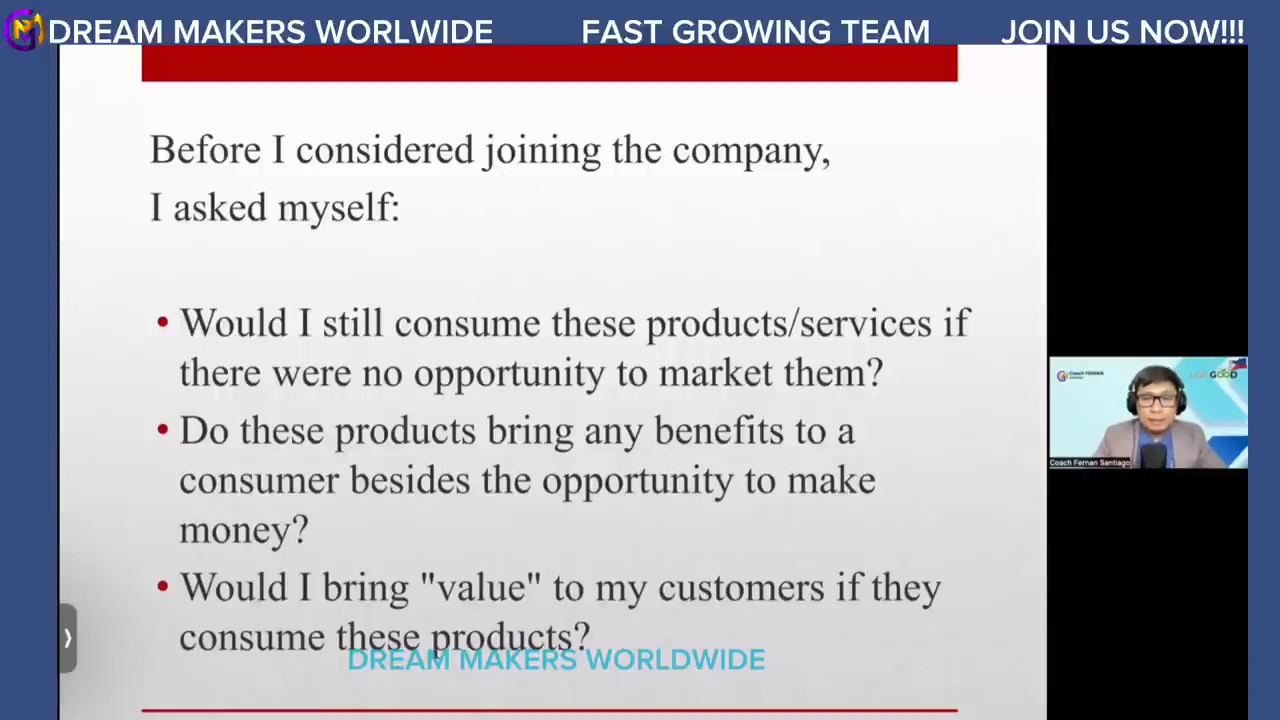 DREAM MAKERS WORLWIDE FAST GROWING TEAM JOIN US NOW!!!
Before I considered joining the company,
I asked myself:
• Would I still consume these products/services if
there were no opportunity to market them?
• Do these products bring any benefits to a
consumer besides the opportunity to make
money?
• Would I bring "value" to my customers if they
consume these products?
DREAM MAKERS WORLDWIDE
Coach FERNAN
GOOD
Coach Fernan Santiago